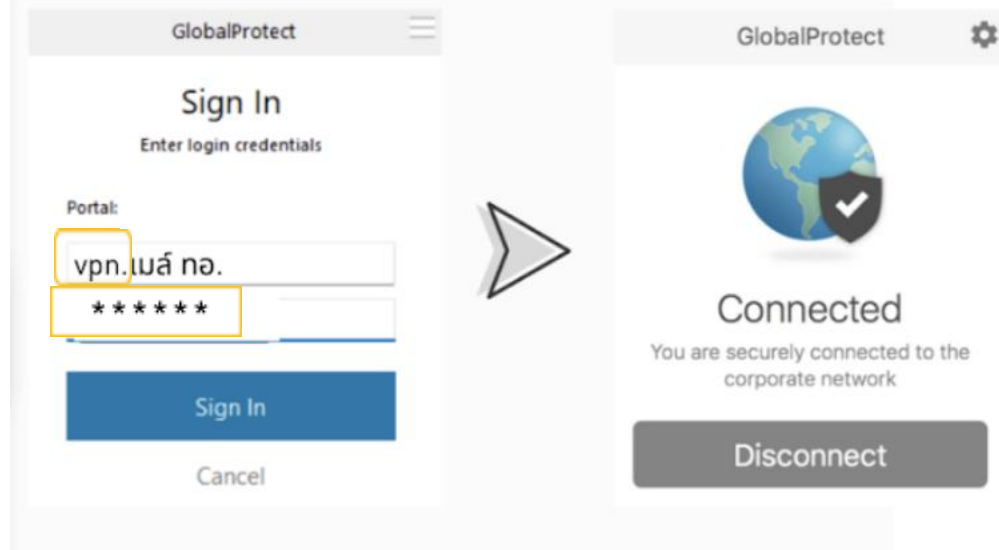 GlobalProtect
Sign In
Enter login credentials
Portal:
vpn.เมล์ ทอ.
******
Sign In
Cancel
GlobalProtect
Connected
You are securely connected to the
corporate network
Disconnect